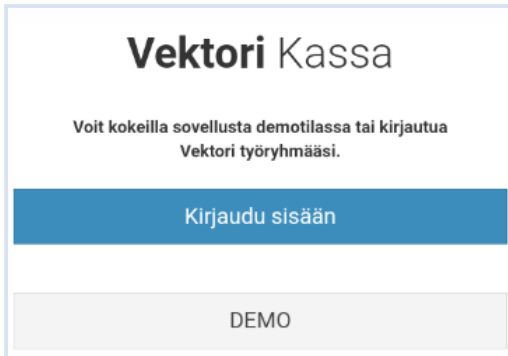 Vektori Kassa
Voit kokeilla sovellusta demotilassa tai kirjautua
Vektori työryhmääsi.
Kirjaudu sisään
DEMO